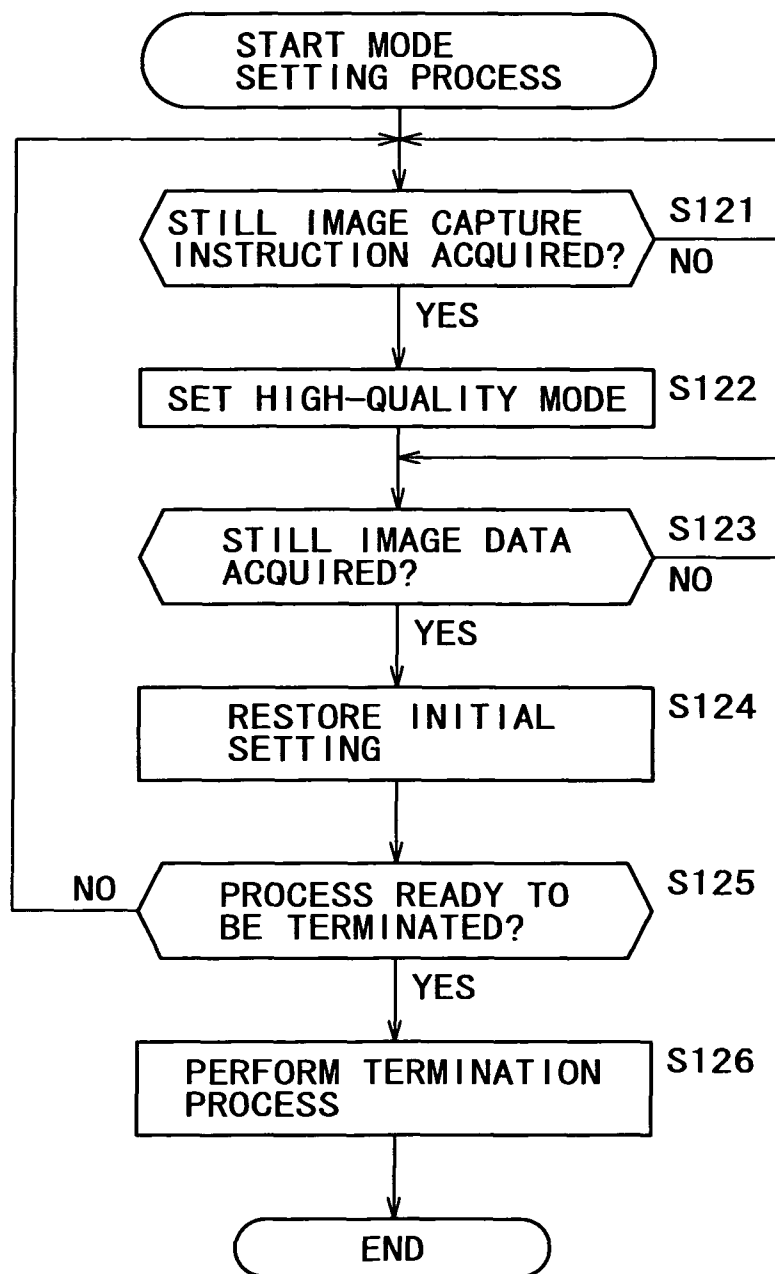 START MODE
SETTING PROCESS
STILL IMAGE CAPTURE
INSTRUCTION ACQUIRED?
S121
NO
YES
SET HIGH-QUALITY MODE
S122
STILL IMAGE DATA
ACQUIRED?
S123
NO
YES
RESTORE INITIAL
SETTING
S124
NO
PROCESS READY TO
BE TERMINATED?
S125
YES
PERFORM TERMINATION
PROCESS
S126
END